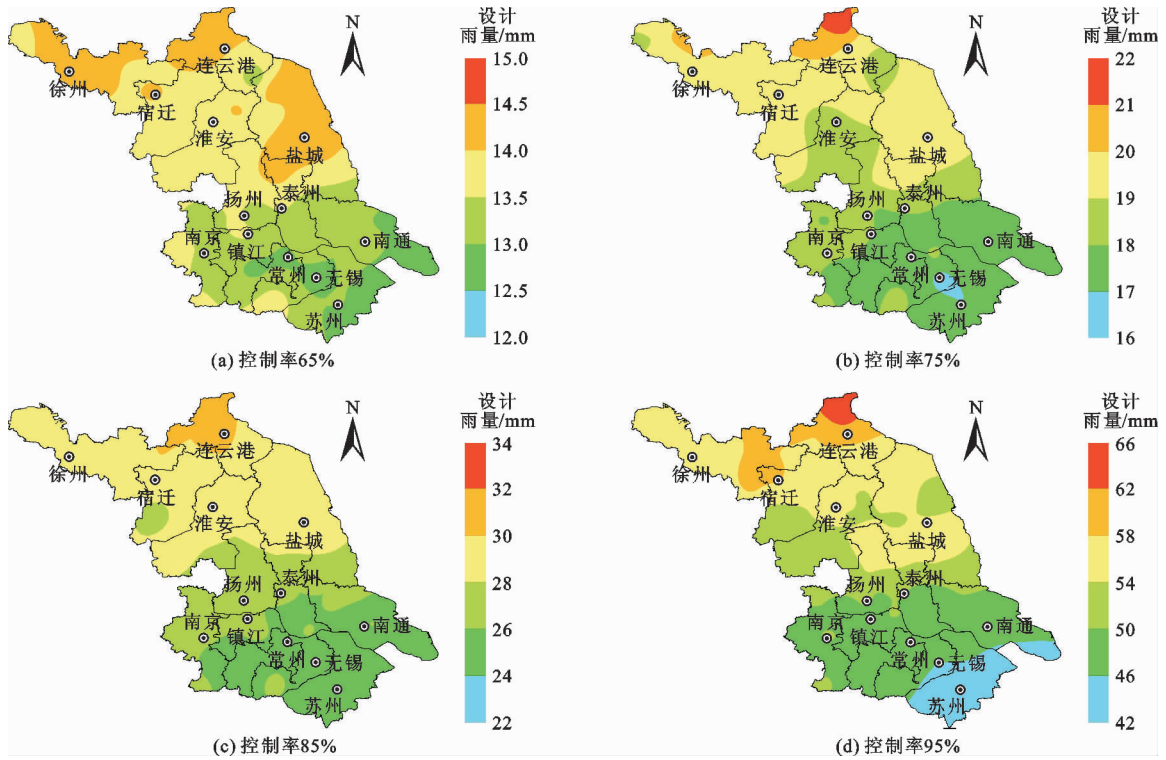 设计
雨量/mm
N
15.0
14.5
14.0
13.5
13.0
12.5
12.0
连云港
徐州
宿迁
淮安
盐城
扬州
泰州
南京
镇江
南通
常州
无锡
苏州
(a) 控制率65%
设计
雨量/mm
N
22
21
20
19
18
17
16
连云港
徐州
宿迁
淮安
盐城
扬州
泰州
南京
镇江
南通
常州
无锡
苏州
(b) 控制率75%
设计
雨量/mm
N
34
32
30
28
26
24
22
连云港
徐州
宿迁
淮安
盐城
扬州
泰州
南京
镇江
南通
常州
无锡
苏州
(c) 控制率85%
设计
雨量/mm
N
66
62
58
54
50
46
42
连云港
徐州
宿迁
淮安
盐城
扬州
泰州
南京
镇江
南通
常州
无锡
苏州
(d) 控制率95%